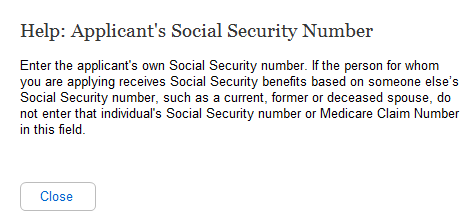 Help: Applicant's Social Security Number
Enter the applicant's own Social Security number. If the person for whom
you are applying receives Social Security benefits based on someone else's
Social Security number, such as a current, former or deceased spouse, do
not enter that individual's Social Security number or Medicare Claim Number
in this field.
Close